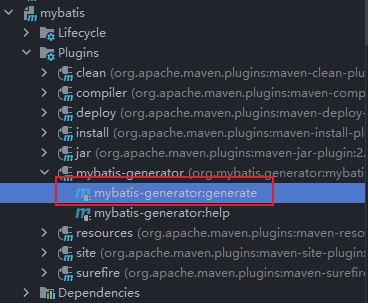 mybatis
Lifecycle
Plugins
clean (org.apache.maven.plugins:maven-clean-plu
compiler (org.apache.maven.plugins:maven-comp
deploy (org.apache.maven.plugins:maven-deploy-
install (org.apache.maven.plugins:maven-install-pl
jar (org.apache.maven.plugins:maven-jar-plugin:2.
mybatis-generator (org.mybatis.generator:mybati
mybatis-generator:generate
mybatis-generator:help
resources (org.apache.maven.plugins:maven-reso
site (org.apache.maven.plugins:maven-site-plugin:
surefire (org.apache.maven.plugins:maven-surefir
Dependencies